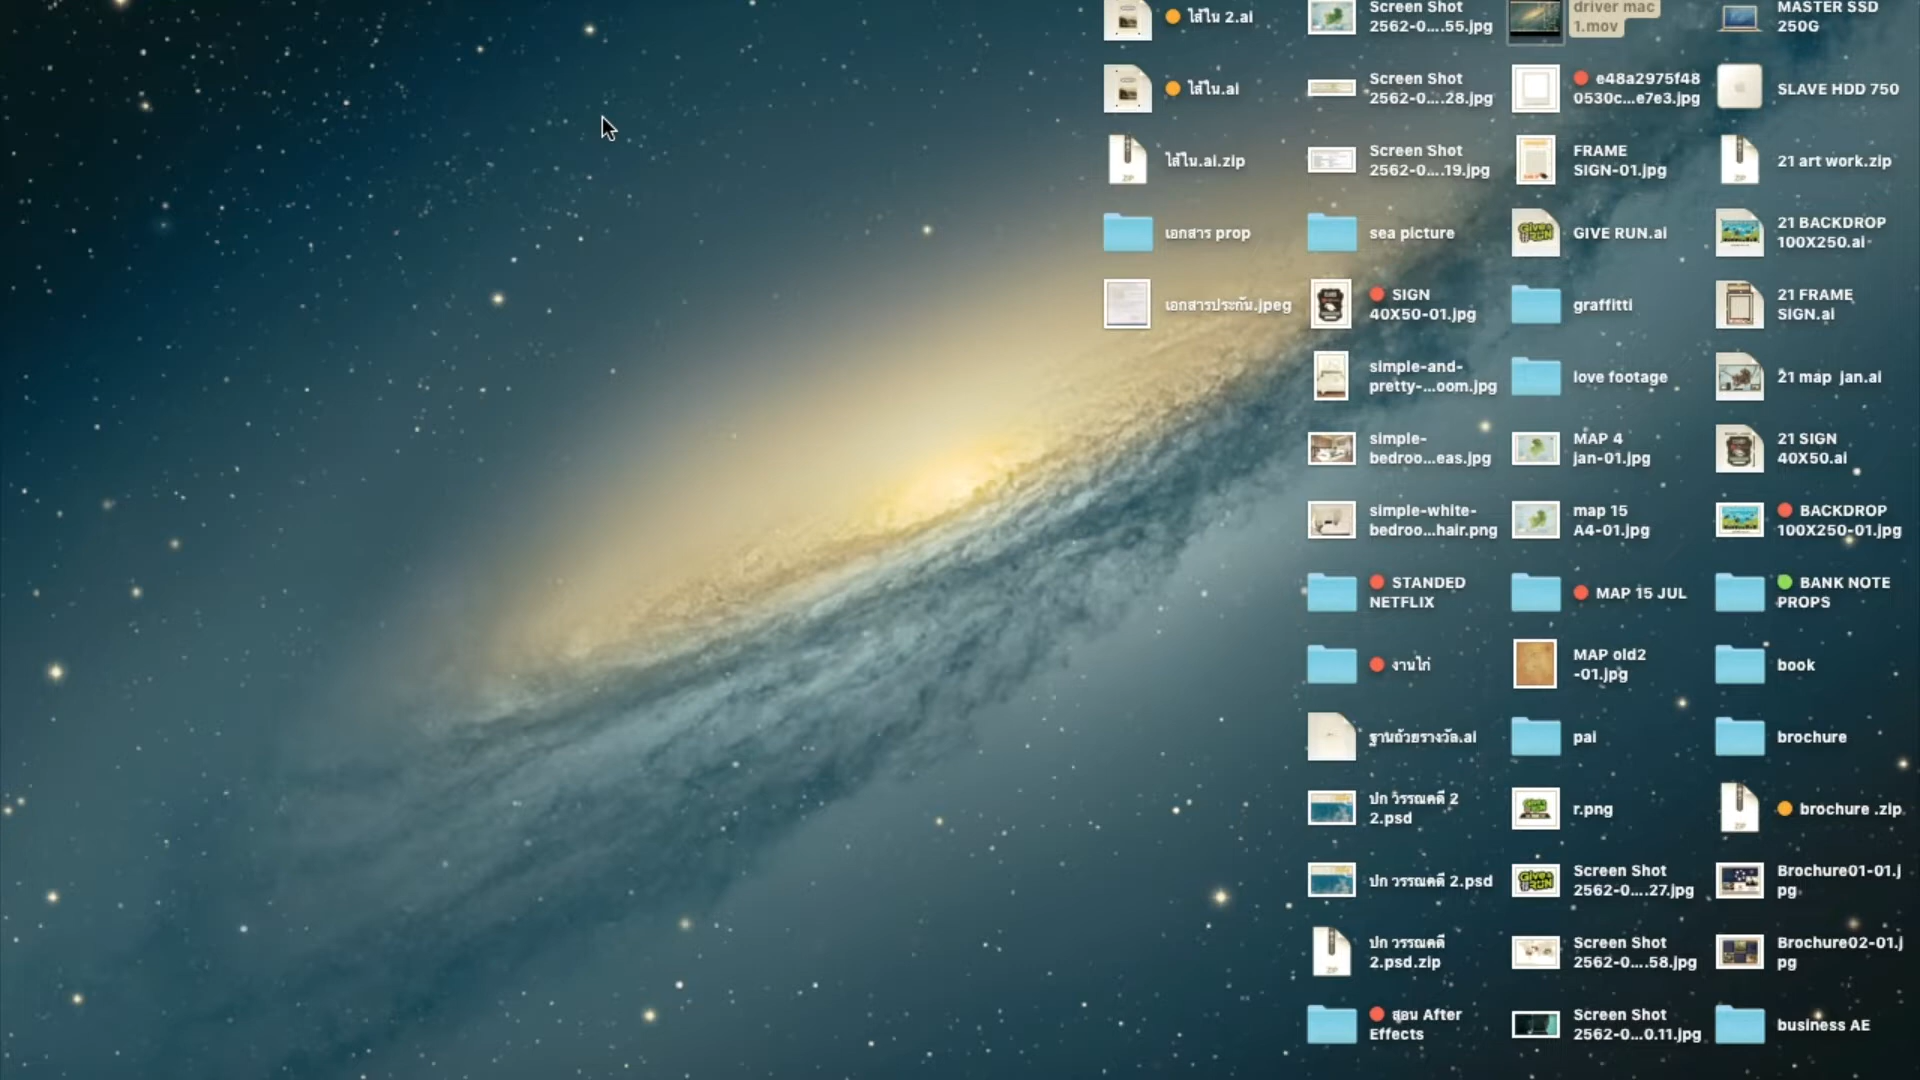 ไส้ใน 2.ai
ไส้ใน.ai
ไส้ใน.ai.zip
เอกสาร prop
เอกสารประกัน.jpeg
Screen Shot
2562-0....55.jpg
Screen Shot
2562-0....28.jpg
Screen Shot
2562-0....19.jpg
sea picture
SIGN
40X50-01.jpg
simple-and-
pretty-...oom.jpg
simple-
bedroo...eas.jpg
simple-white-
bedroo...hair.png
STANDED
NETFLIX
งานไก่
ฐานถ้วยรางวัล.ai
ปก วรรณคดี 2
2.psd
ปก วรรณคดี 2.psd
ปก วรรณคดี
2.psd.zip
สอน After
Effects
driver mac
1.mov
e48a2975f48
0530c...e7e3.jpg
FRAME
SIGN-01.jpg
GIVE RUN.ai
graffitti
love footage
MAP 4
jan-01.jpg
map 15
A4-01.jpg
MAP 15 JUL
MAP old2
-01.jpg
pai
r.png
Screen Shot
2562-0....27.jpg
Screen Shot
2562-0....58.jpg
Screen Shot
2562-0...0.11.jpg
MASTER SSD
250G
SLAVE HDD 750
21 art work.zip
21 BACKDROP
100X250.ai
21 FRAME
SIGN.ai
21 map jan.ai
21 SIGN
40X50.ai
BACKDROP
100X250-01.jpg
BANK NOTE
PROPS
book
brochure
brochure .zip
Brochure01-01.j
pg
Brochure02-01.j
pg
business AE